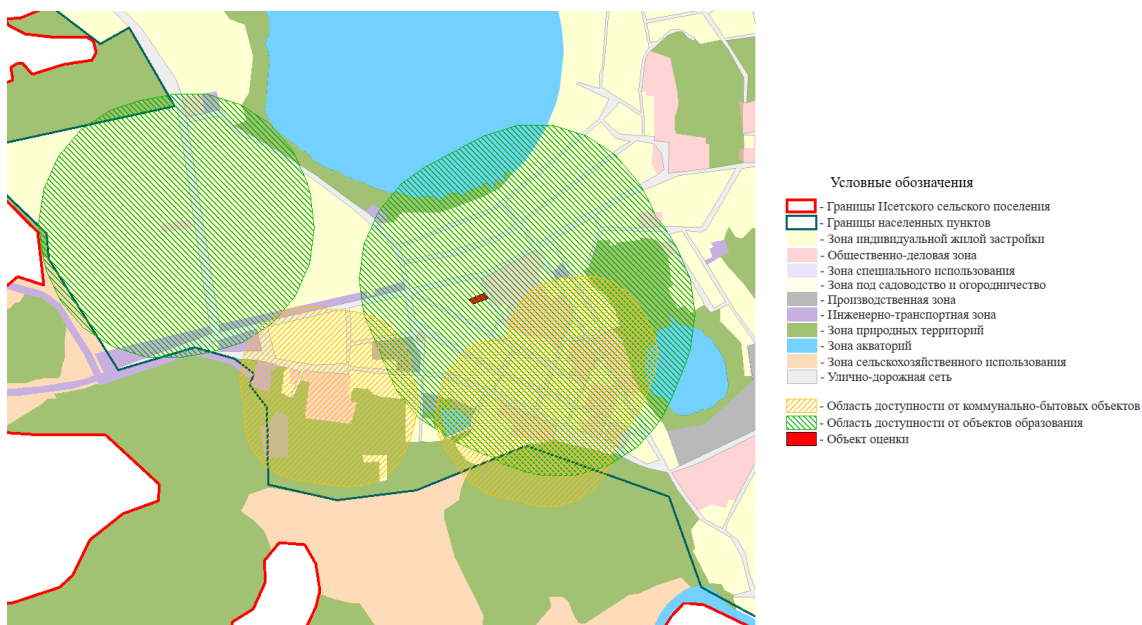 Условные обозначения
- Границы Исетского сельского поселения
- Границы населенных пунктов
- Зона индивидуальной жилой застройки
- Общественно-деловая зона
- Зона специального использования
- Зона под садоводство и огородничество
- Производственная зона
- Инженерно-транспортная зона
- Зона природных территорий
- Зона акваторий
- Зона сельскохозяйственного использования
- Улично-дорожная сеть
- Область доступности от коммунально-бытовых объектов
- Область доступности от объектов образования
- Объект оценки